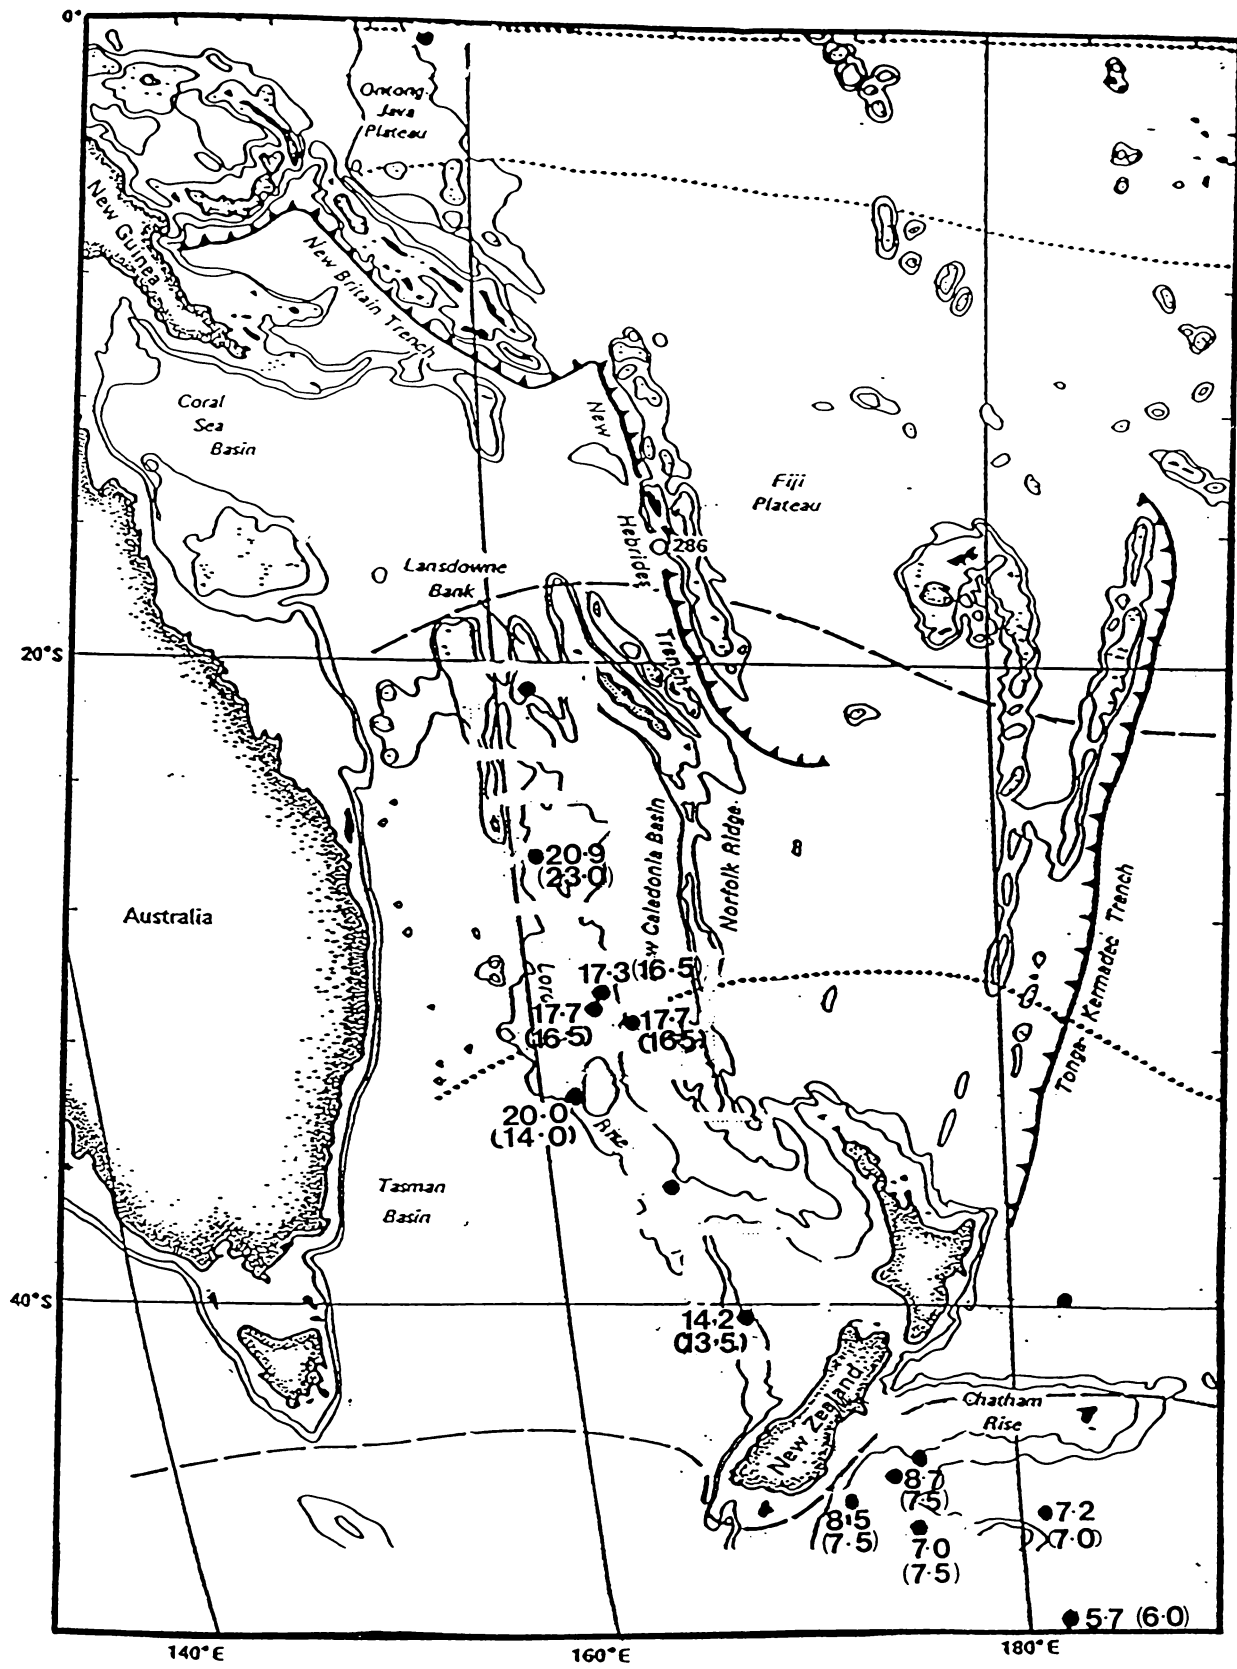 0°
Ontong
Java
Plateau
New Guinea
New Britain Trench
Coral
Sea
Basin
New
Hebrides
Trench
Fiji
Plateau
286
Lansdowne
Bank
20°S
20·9
(23·0)
Australia
w Caledonia Basin
Norfolk Ridge
Tonga Kermadec Trench
Lord
Rise
17·3 (16·5)
17·7
(16·5)
17·7
(16·5)
20·0
(14·0)
Tasman
Basin
40°S
14·2
(13·5)
New Zealand
Chatham
Rise
8·7
(7·5)
8·5
(7·5)
7·0
(7·5)
7·2
(7·0)
5·7 (6·0)
140°E
160°E
180°E